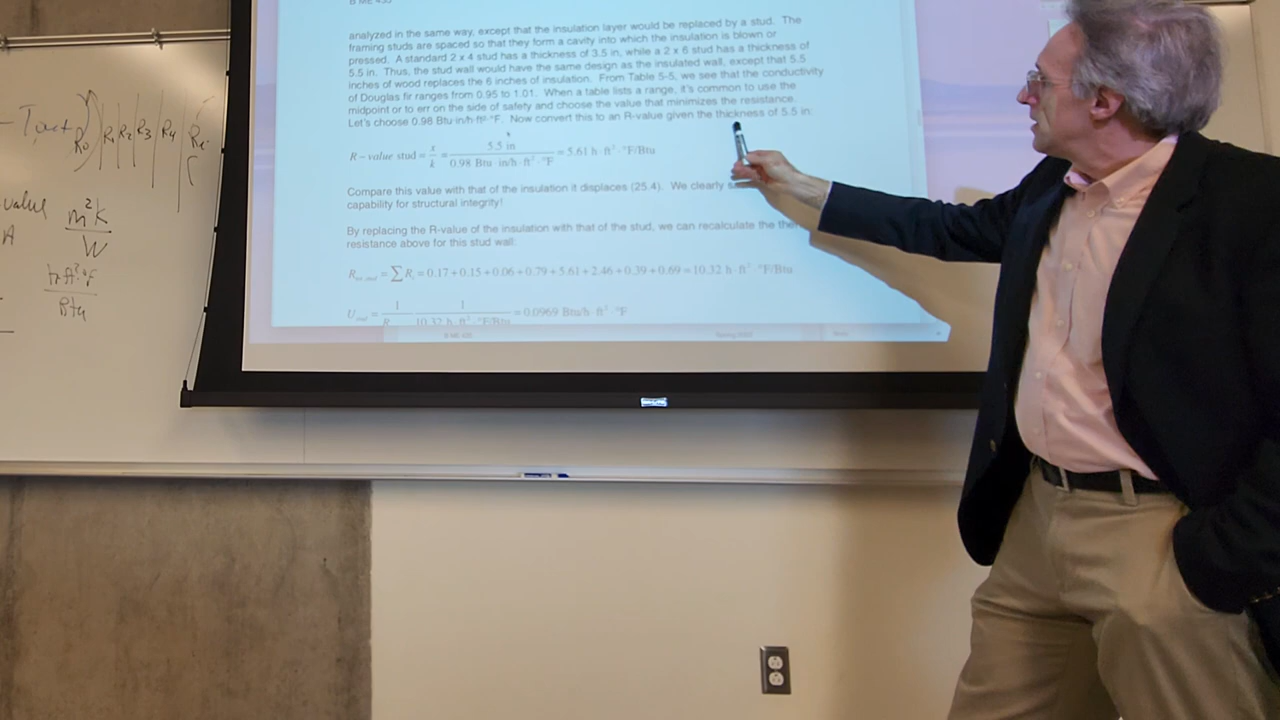 analyzed in the same way, except that the insulation layer would be replaced by a stud. The
framing studs are spaced so that they form a cavity into which the insulation is blown or
pressed. A standard 2 x 4 stud has a thickness of 3.5 in, while a 2 x 6 stud has a thickness of
5.5 in. Thus, the stud wall would have the same design as the insulated wall, except that 5.5
inches of wood replaces the 6 inches of insulation. From Table 5-5, we see that the conductivity
of Douglas fir ranges from 0.95 to 1.01. When a table lists a range, it's common to use the
midpoint or to err on the side of safety and choose the value that minimizes the resistance.
Let's choose 0.98 Btu·in/h·ft²·°F. Now convert this to an R-value given the thickness of 5.5 in:
R-value stud = x/k = 5.5 in / 0.98 Btu·in/h·ft²·°F = 5.61 h·ft²·°F/Btu
Compare this value with that of the insulation it displaces (25.4). We clearly
capability for structural integrity!
By replacing the R-value of the insulation with that of the stud, we can recalculate the
resistance above for this stud wall:
= ∑ Rᵢ = 0.17 + 0.15 + 0.06 + 0.79 + 5.61 + 2.46 + 0.39 + 0.69 = 10.32 h·ft²·°F/Btu
= 1 / R = 1 / 10.32 h·ft²·°F/Btu = 0.0969 Btu/h·ft²·°F
R₀ R₁ R₂ R₃ R₄
value m²K / W
A
h ft² °F / Btu